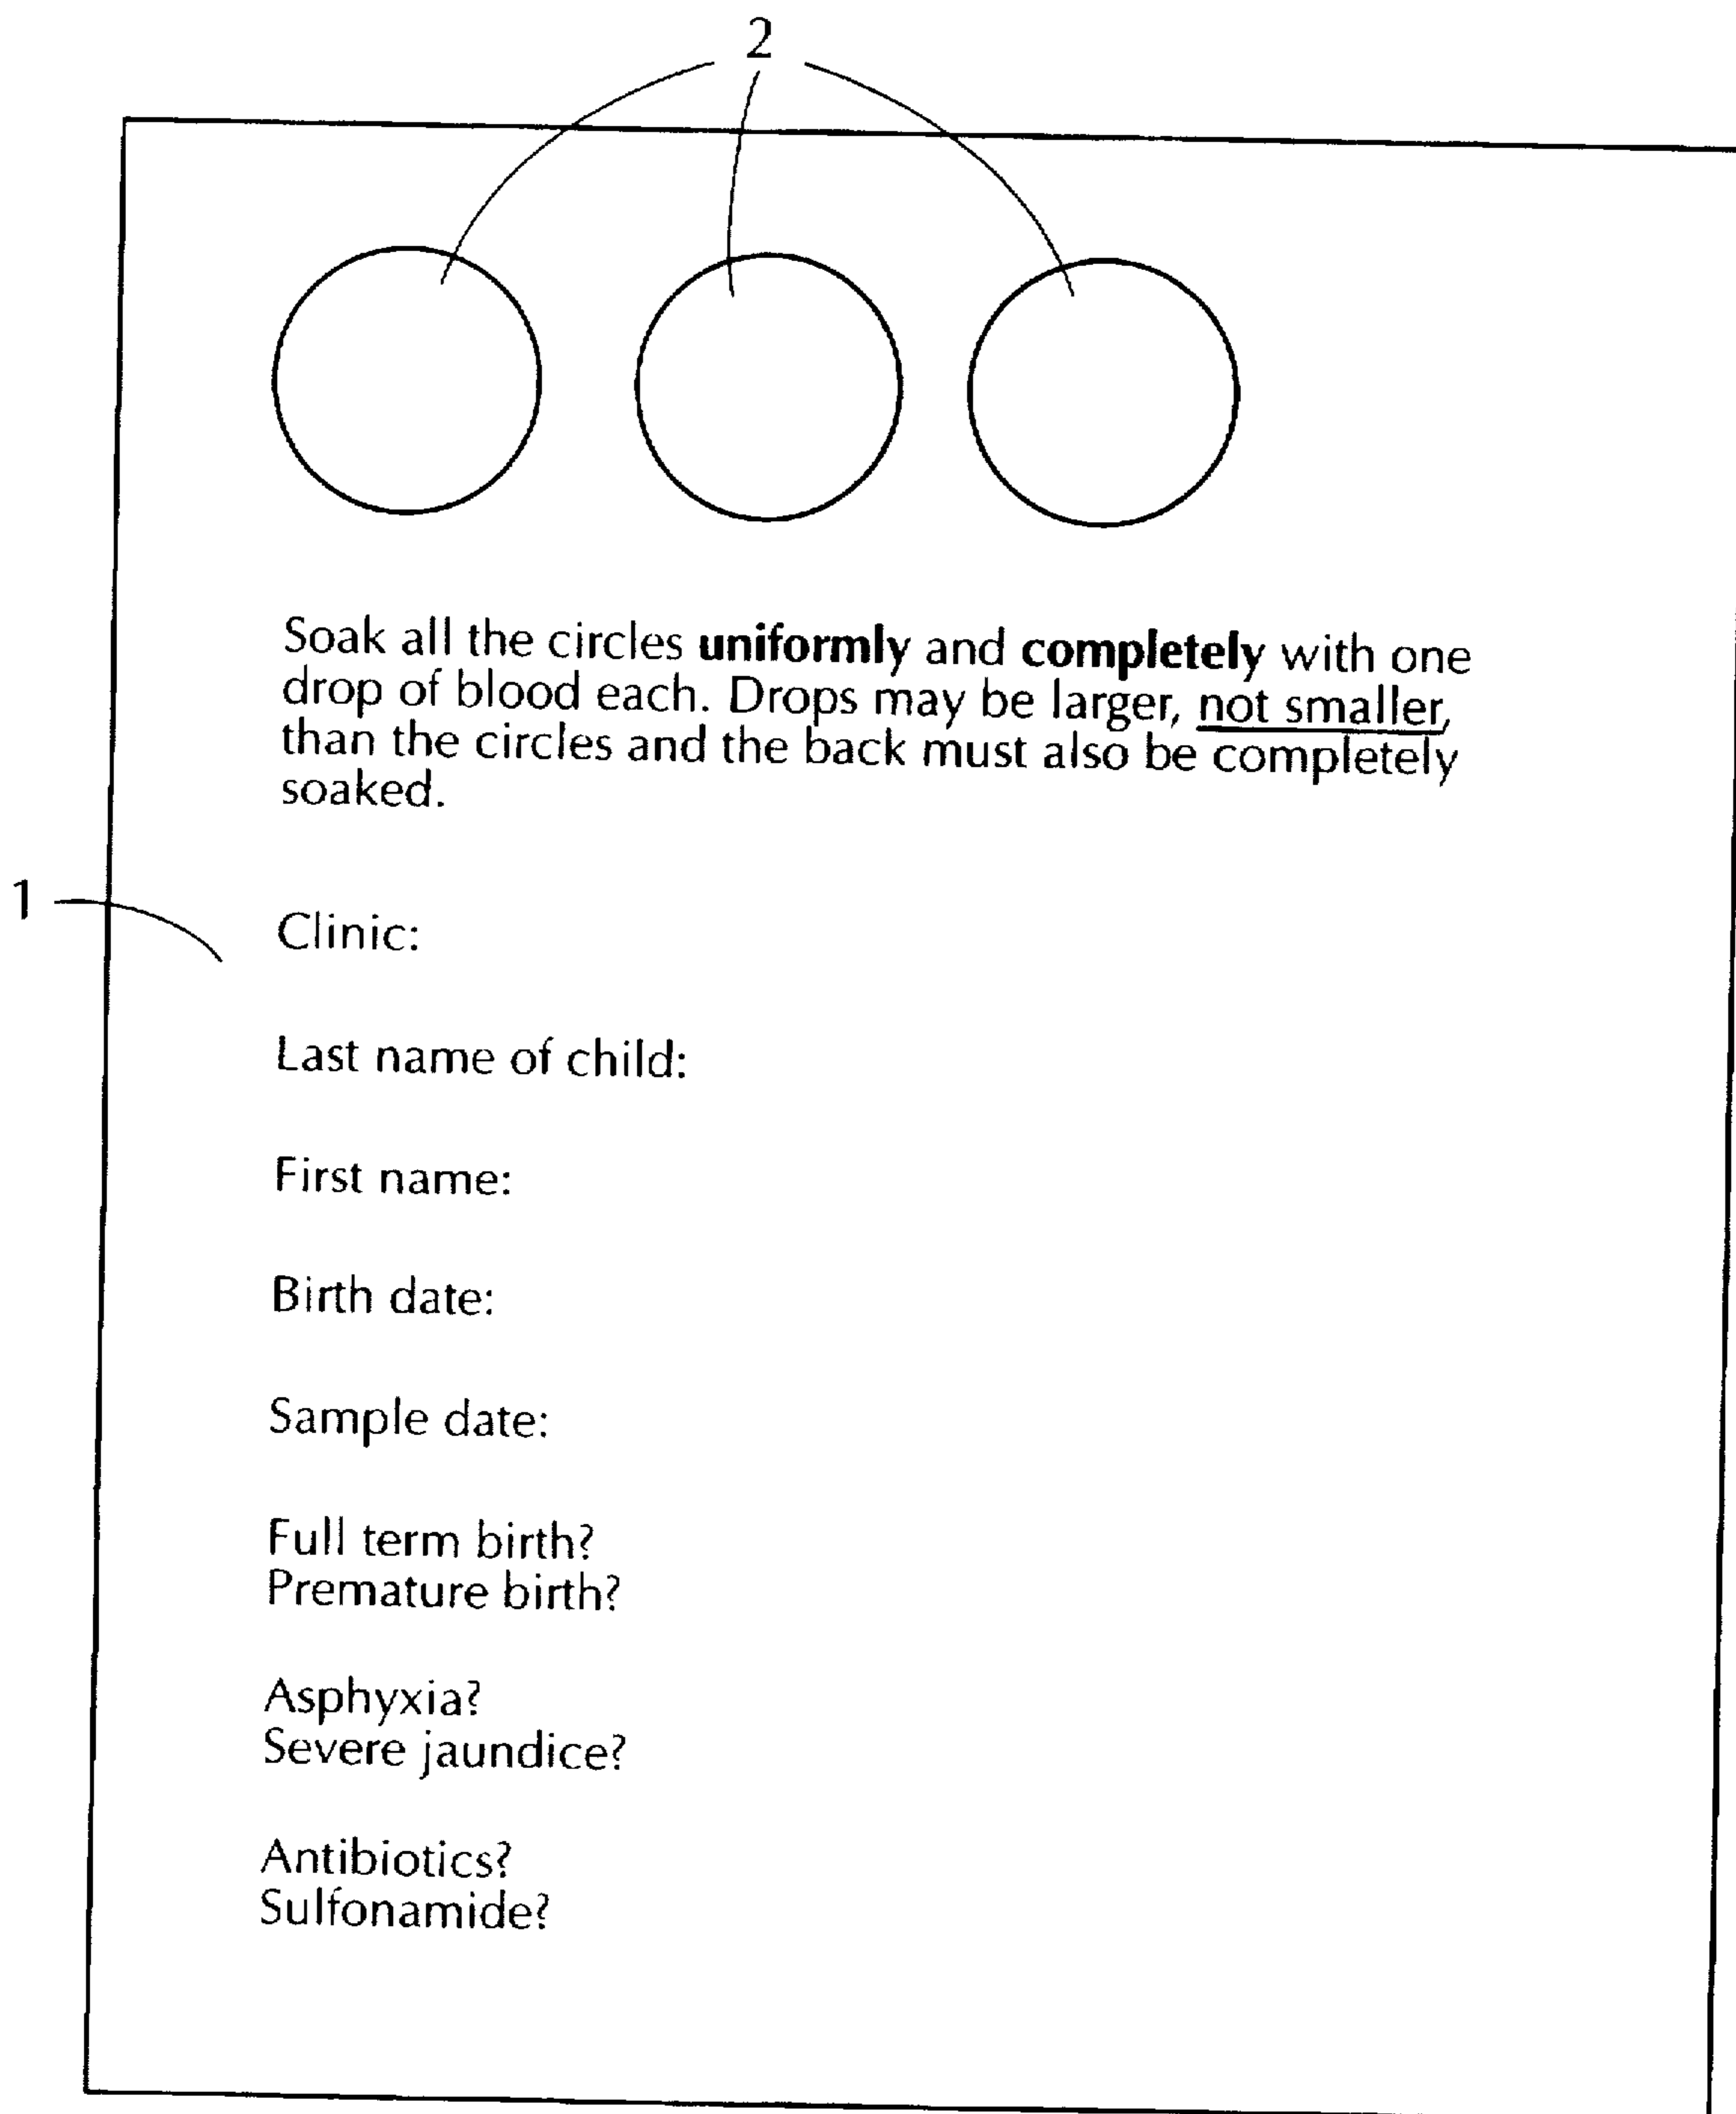 2
Soak all the circles uniformly and completely with one
drop of blood each. Drops may be larger, not smaller,
than the circles and the back must also be completely
soaked.
1
Clinic:
Last name of child:
First name:
Birth date:
Sample date:
Full term birth?
Premature birth?
Asphyxia?
Severe jaundice?
Antibiotics?
Sulfonamide?